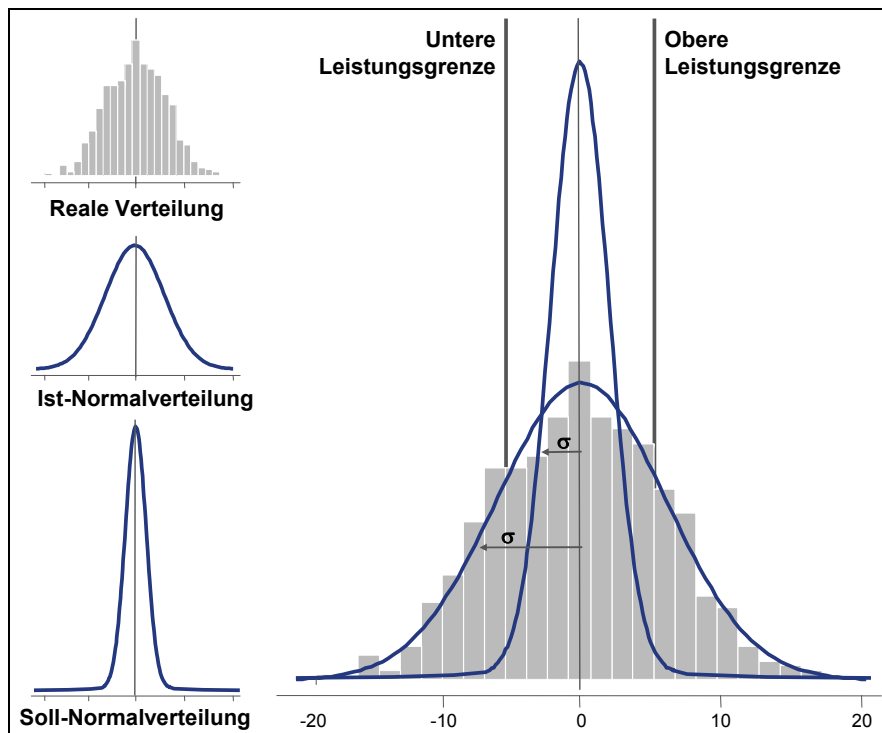 Reale Verteilung
Ist-Normalverteilung
Soll-Normalverteilung
Untere
Leistungsgrenze
Obere
Leistungsgrenze
σ
σ
-20
-10
0
10
20